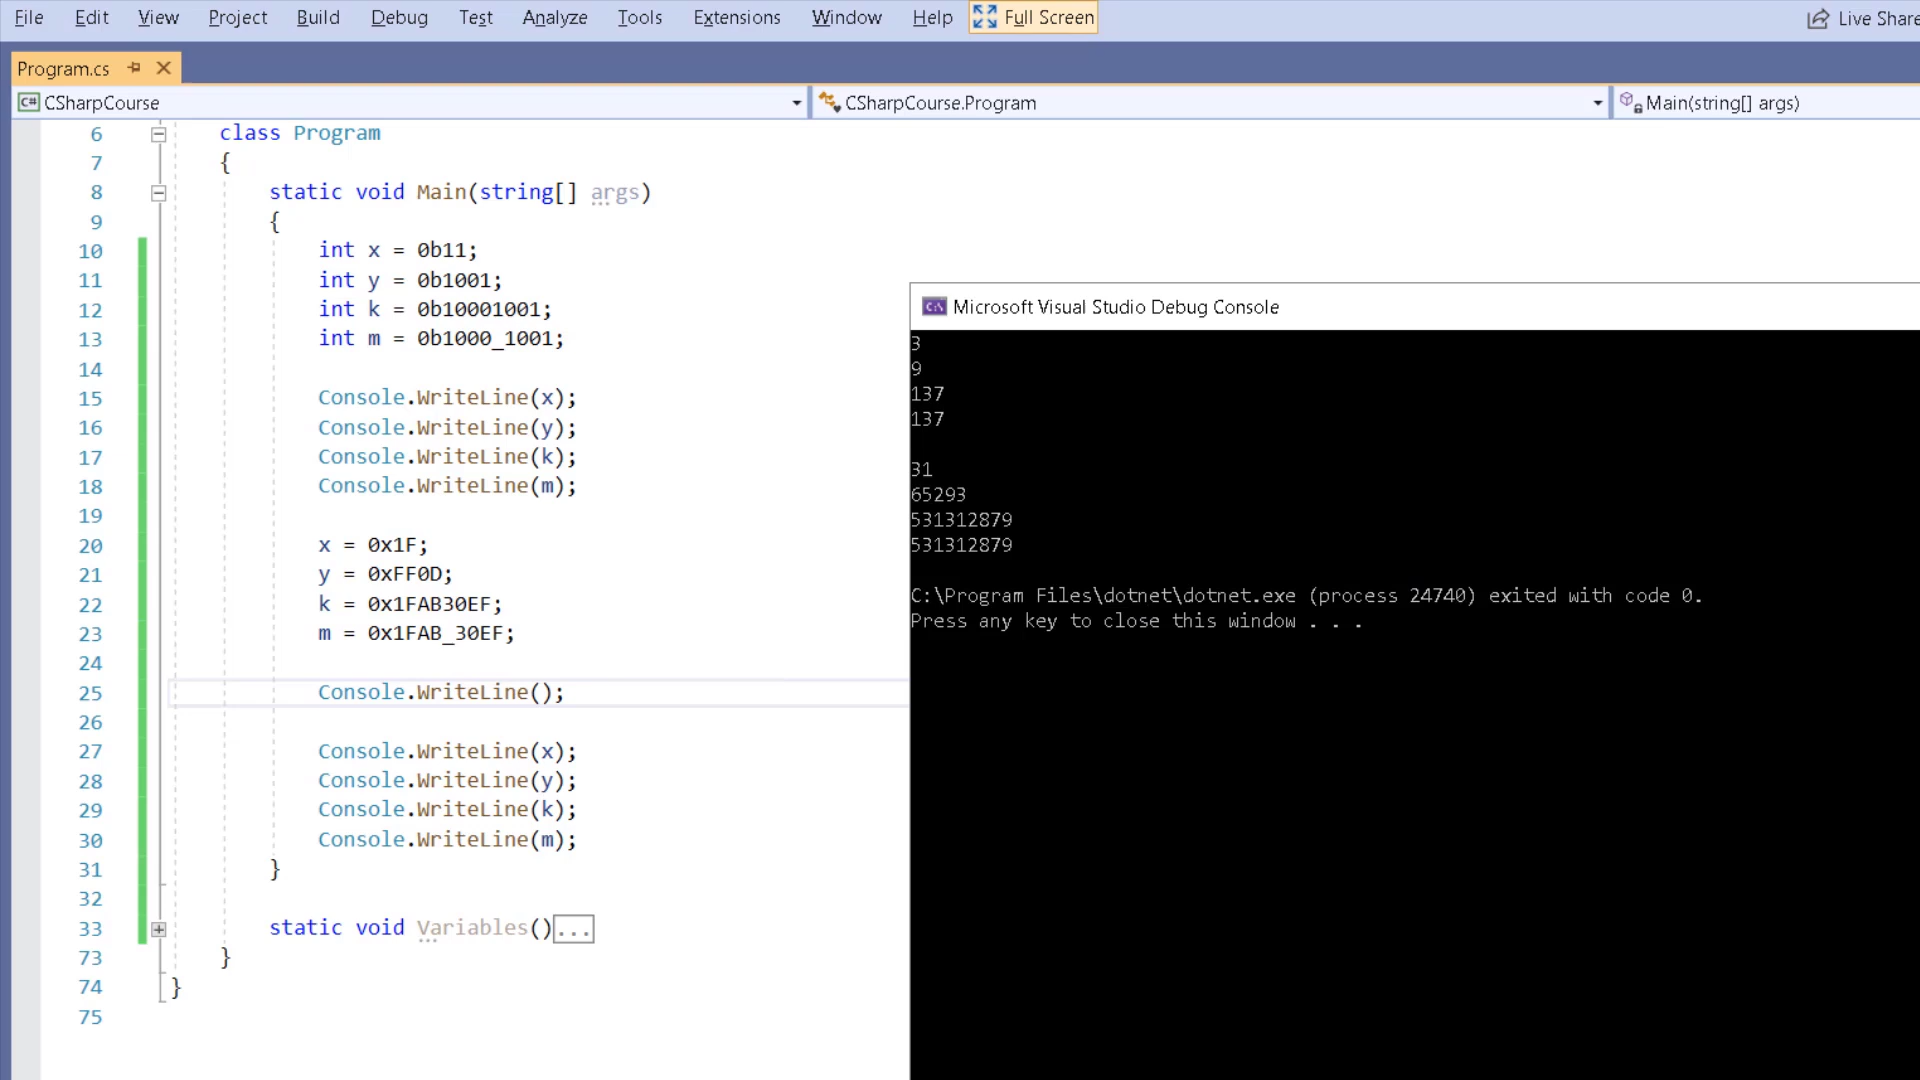 File Edit View Project Build Debug Test Analyze Tools Extensions Window Help Full Screen Live Share
Program.cs
C# CSharpCourse CSharpCourse.Program Main(string[] args)
6 class Program
7 {
8 static void Main(string[] args)
9 {
10 int x = 0b11;
11 int y = 0b1001;
12 int k = 0b10001001;
13 int m = 0b1000_1001;
14
15 Console.WriteLine(x);
16 Console.WriteLine(y);
17 Console.WriteLine(k);
18 Console.WriteLine(m);
19
20 x = 0x1F;
21 y = 0xFF0D;
22 k = 0x1FAB30EF;
23 m = 0x1FAB_30EF;
24
25 Console.WriteLine();
26
27 Console.WriteLine(x);
28 Console.WriteLine(y);
29 Console.WriteLine(k);
30 Console.WriteLine(m);
31 }
32
33 static void Variables()...
73 }
74 }
75
Microsoft Visual Studio Debug Console
3
9
137
137
31
65293
531312879
531312879
C:\Program Files\dotnet\dotnet.exe (process 24740) exited with code 0.
Press any key to close this window . . .